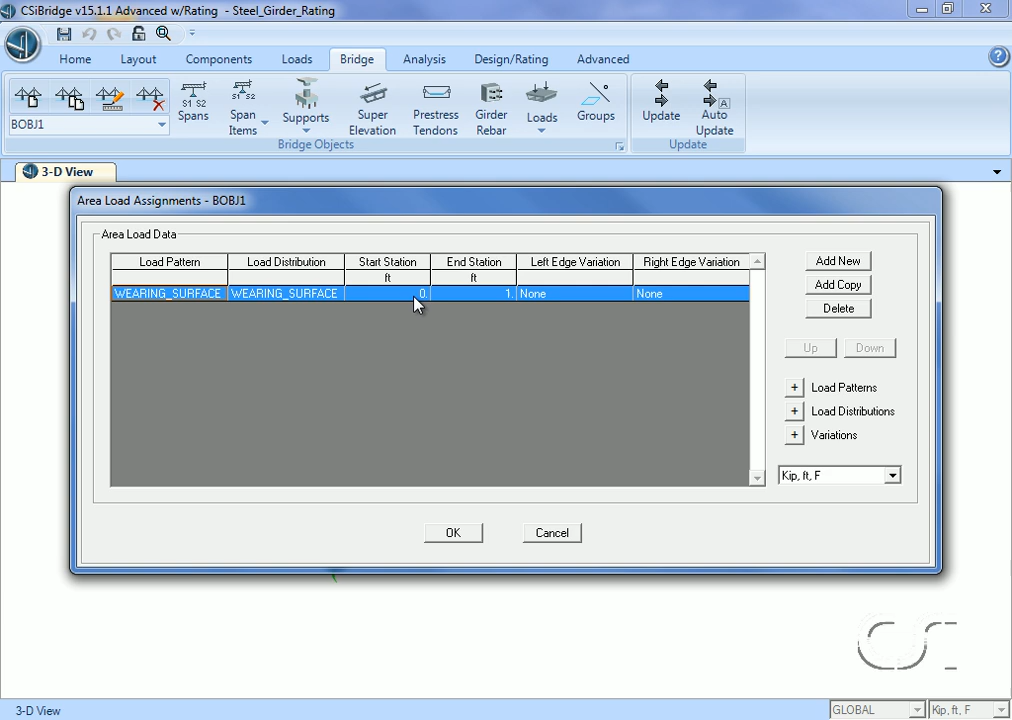 CSiBridge v15.1.1 Advanced w/Rating - Steel_Girder_Rating
Home Layout Components Loads Bridge Analysis Design/Rating Advanced
BOBJ1
S1 S2
Spans
S1 S2
Span Items
Supports
Super Elevation
Prestress Tendons
Girder Rebar
Loads
Groups
Update
A
Auto Update
Bridge Objects
Update
3-D View
Area Load Assignments - BOBJ1
Area Load Data
Load Pattern Load Distribution Start Station End Station Left Edge Variation Right Edge Variation
ft ft
WEARING_SURFACE WEARING_SURFACE 0. 1. None None
Add New
Add Copy
Delete
Up Down
+ Load Patterns
+ Load Distributions
+ Variations
Kip, ft, F
OK Cancel
CSI
3-D View
GLOBAL
Kip, ft, F